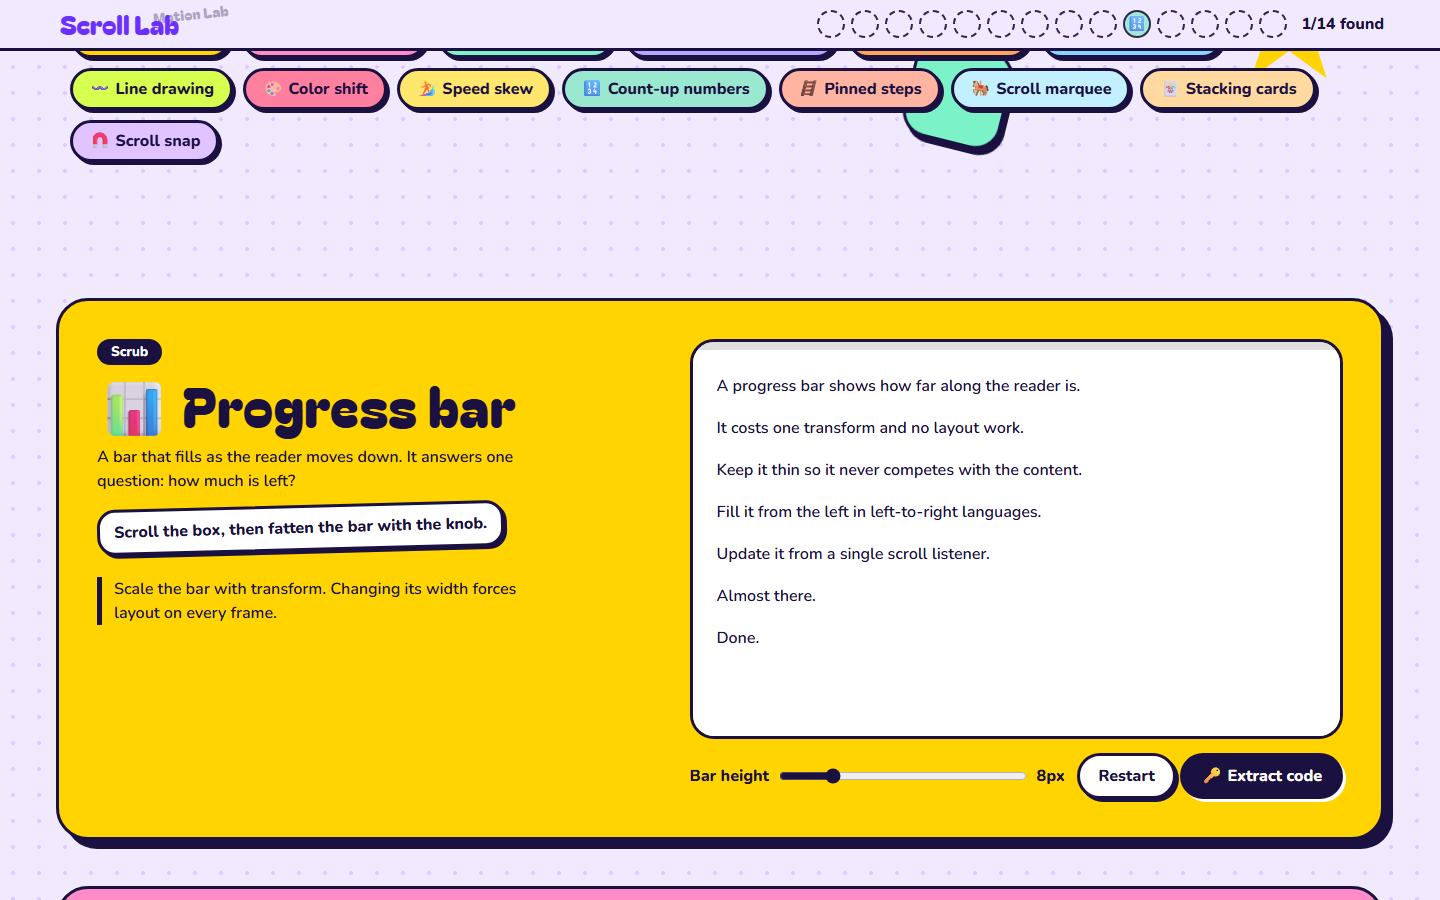 Scroll Lab
Motion Lab
1/14 found
Line drawing
Color shift
Speed skew
Count-up numbers
Pinned steps
Scroll marquee
Stacking cards
Scroll snap
Scrub
Progress bar
A bar that fills as the reader moves down. It answers one
question: how much is left?
Scroll the box, then fatten the bar with the knob.
Scale the bar with transform. Changing its width forces
layout on every frame.
A progress bar shows how far along the reader is.
It costs one transform and no layout work.
Keep it thin so it never competes with the content.
Fill it from the left in left-to-right languages.
Update it from a single scroll listener.
Almost there.
Done.
Bar height
8px
Restart
Extract code